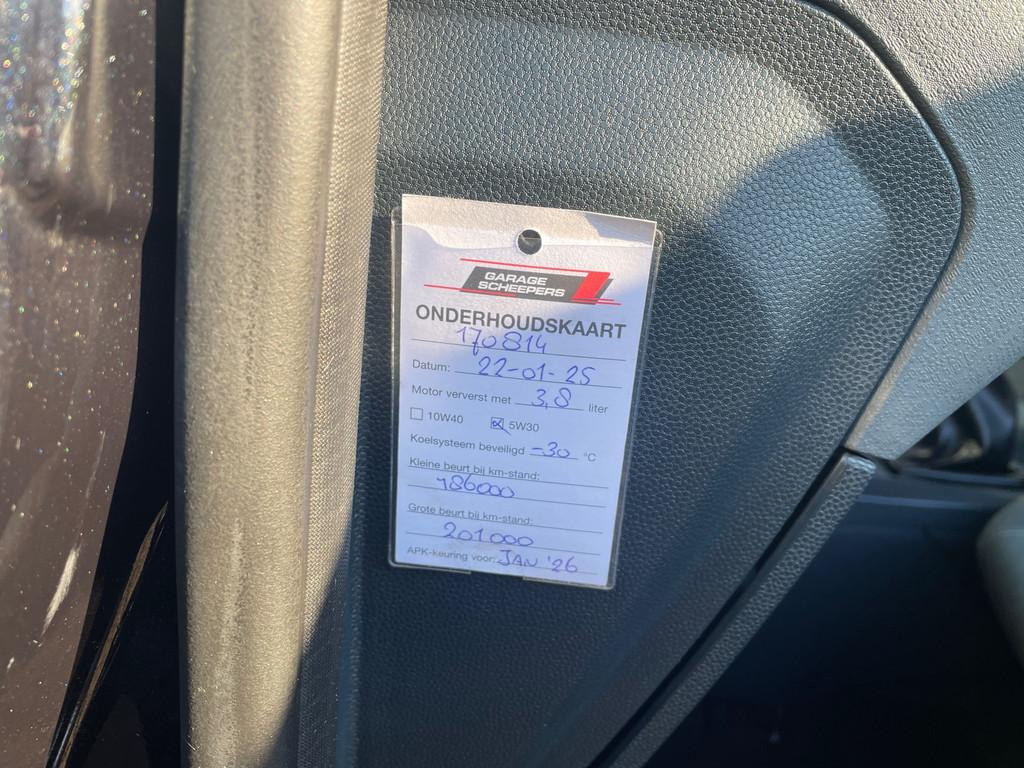 GARAGE
SCHEEPERS
ONDERHOUDSKAART
170814
Datum: 22-01-25
Motor ververst met 3,8 liter
10W40 5W30
Koelsysteem beveiligd -30 °C
Kleine beurt bij km-stand:
186000
Grote beurt bij km-stand:
201000
APK-keuring voor: JAN '26